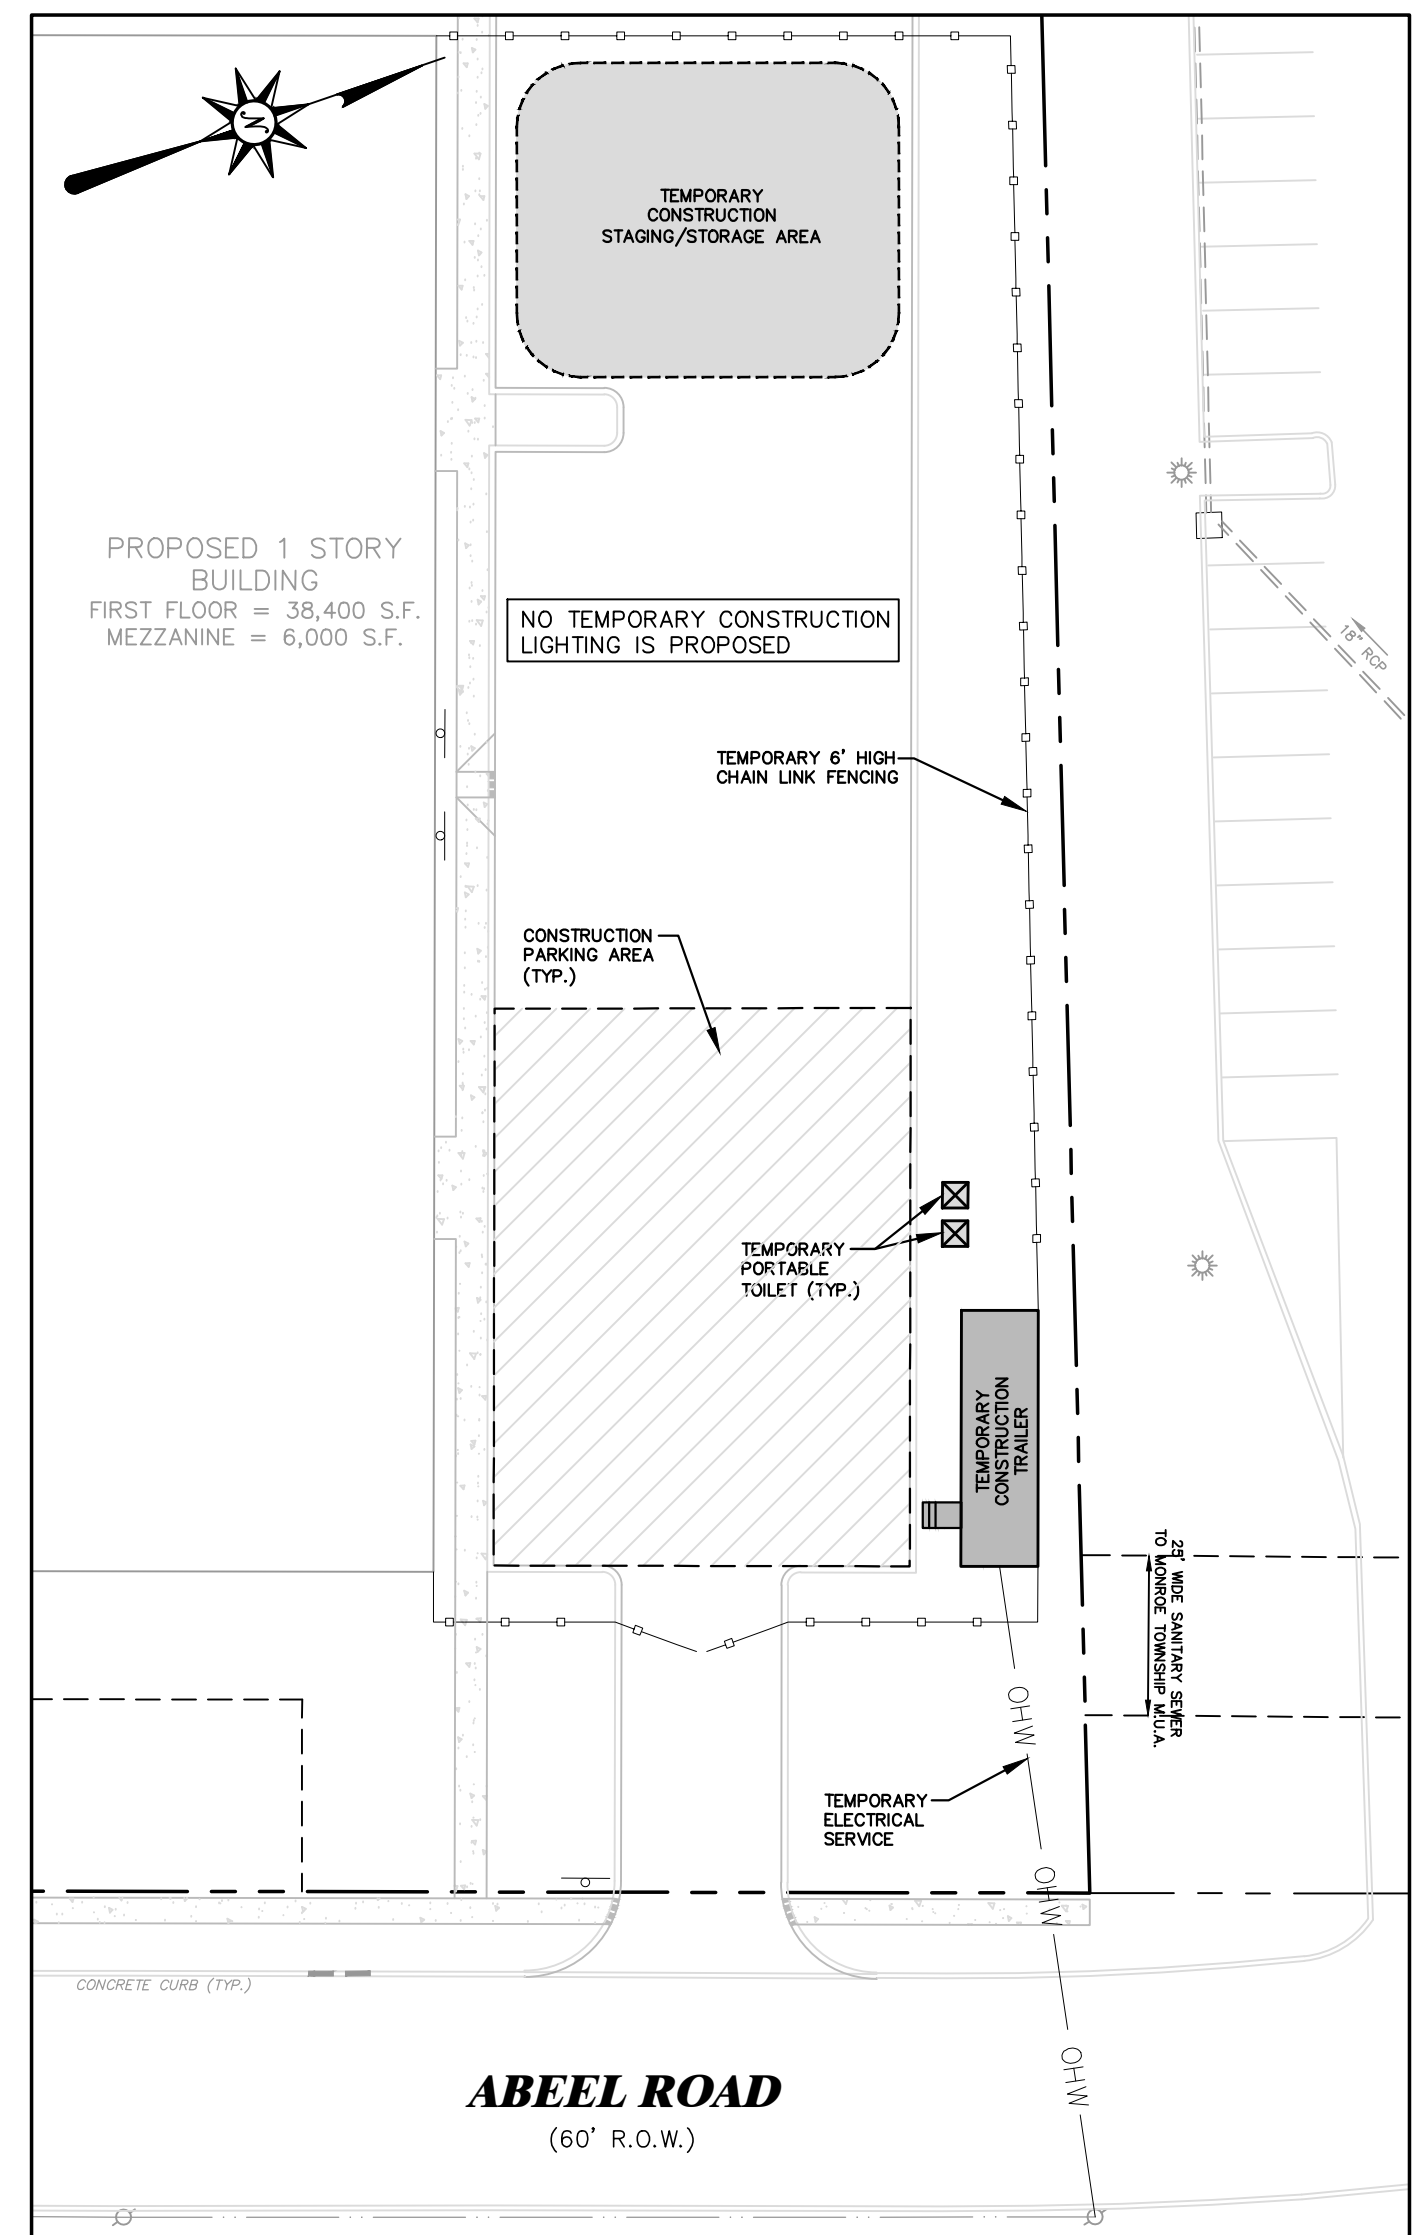 N
TEMPORARY
CONSTRUCTION
STAGING/STORAGE AREA
PROPOSED 1 STORY
BUILDING
FIRST FLOOR = 38,400 S.F.
MEZZANINE = 6,000 S.F.
NO TEMPORARY CONSTRUCTION
LIGHTING IS PROPOSED
18" RCP
TEMPORARY 6' HIGH
CHAIN LINK FENCING
CONSTRUCTION
PARKING AREA
(TYP.)
TEMPORARY
PORTABLE
TOILET (TYP.)
TEMPORARY
CONSTRUCTION
TRAILER
25' WIDE SANITARY SEWER
TO MONROE TOWNSHIP M.U.A.
OHW
TEMPORARY
ELECTRICAL
SERVICE
OHW
CONCRETE CURB (TYP.)
OHW
ABEEL ROAD
(60' R.O.W.)